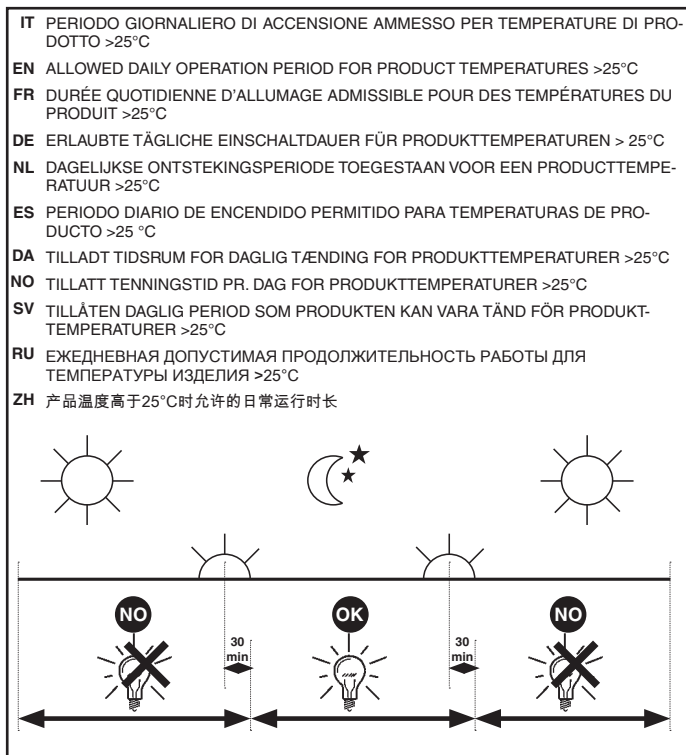 IT PERIODO GIORNALIERO DI ACCENSIONE AMMESSO PER TEMPERATURE DI PRO-
DOTTO >25°C
EN ALLOWED DAILY OPERATION PERIOD FOR PRODUCT TEMPERATURES >25°C
FR DURÉE QUOTIDIENNE D'ALLUMAGE ADMISSIBLE POUR DES TEMPÉRATURES DU
PRODUIT >25°C
DE ERLAUBTE TÄGLICHE EINSCHALTDAUER FÜR PRODUKTTEMPERATUREN > 25°C
NL DAGELIJKSE ONTSTEKINGSPERIODE TOEGESTAAN VOOR EEN PRODUCTTEMPE-
RATUUR >25°C
ES PERIODO DIARIO DE ENCENDIDO PERMITIDO PARA TEMPERATURAS DE PRO-
DUCTO >25 °C
DA TILLADT TIDSRUM FOR DAGLIG TÆNDING FOR PRODUKTTEMPERATURER >25°C
NO TILLATT TENNINGSTID PR. DAG FOR PRODUKTTEMPERATURER >25°C
SV TILLÅTEN DAGLIG PERIOD SOM PRODUKTEN KAN VARA TÄND FÖR PRODUKT-
TEMPERATURER >25°C
RU ЕЖЕДНЕВНАЯ ДОПУСТИМАЯ ПРОДОЛЖИТЕЛЬНОСТЬ РАБОТЫ ДЛЯ
ТЕМПЕРАТУРЫ ИЗДЕЛИЯ >25°C
ZH 产品温度高于25°C时允许的日常运行时长
NO OK NO
30 30
min min